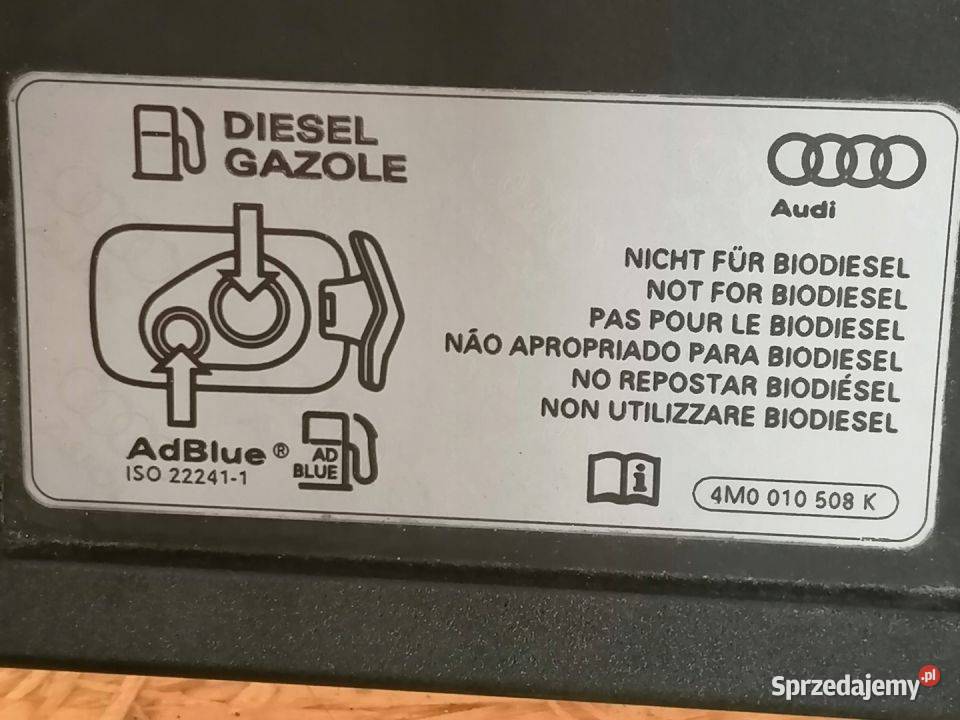 DIESEL
GAZOLE
Audi
NICHT FÜR BIODIESEL
NOT FOR BIODIESEL
PAS POUR LE BIODIESEL
NÃO APROPRIADO PARA BIODIESEL
NO REPOSTAR BIODIÉSEL
NON UTILIZZARE BIODIESEL
AdBlue®
ISO 22241-1
AD
BLUE
i
4M0 010 508 K
Sprzedajemy.pl